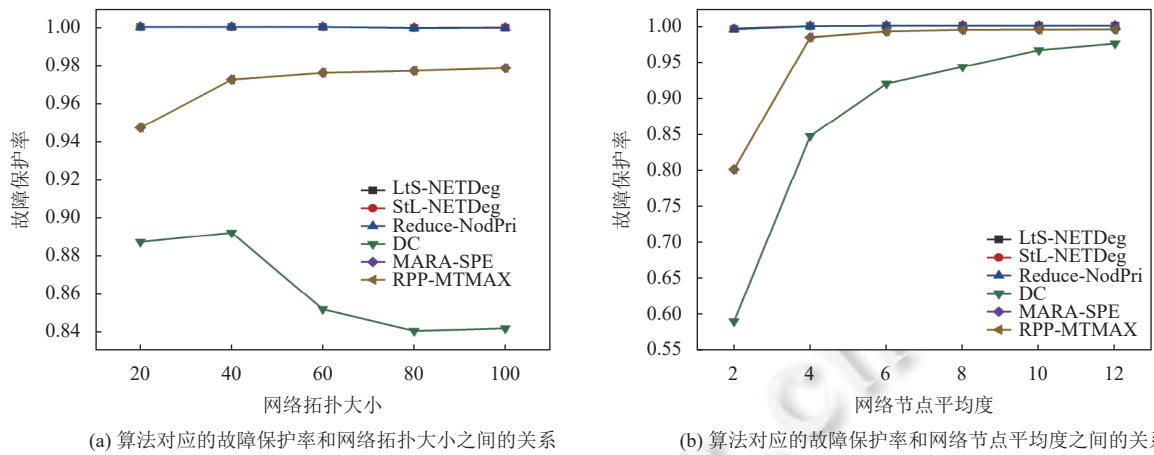 1.00
0.98
0.96
0.94
0.92
0.90
0.88
0.86
0.84
故障保护率
LtS-NETDeg
StL-NETDeg
Reduce-NodPri
DC
MARA-SPE
RPP-MTMAX
20 40 60 80 100
网络拓扑大小
(a) 算法对应的故障保护率和网络拓扑大小之间的关系
1.00
0.95
0.90
0.85
0.80
0.75
0.70
0.65
0.60
0.55
故障保护率
LtS-NETDeg
StL-NETDeg
Reduce-NodPri
DC
MARA-SPE
RPP-MTMAX
2 4 6 8 10 12
网络节点平均度
(b) 算法对应的故障保护率和网络节点平均度之间的关